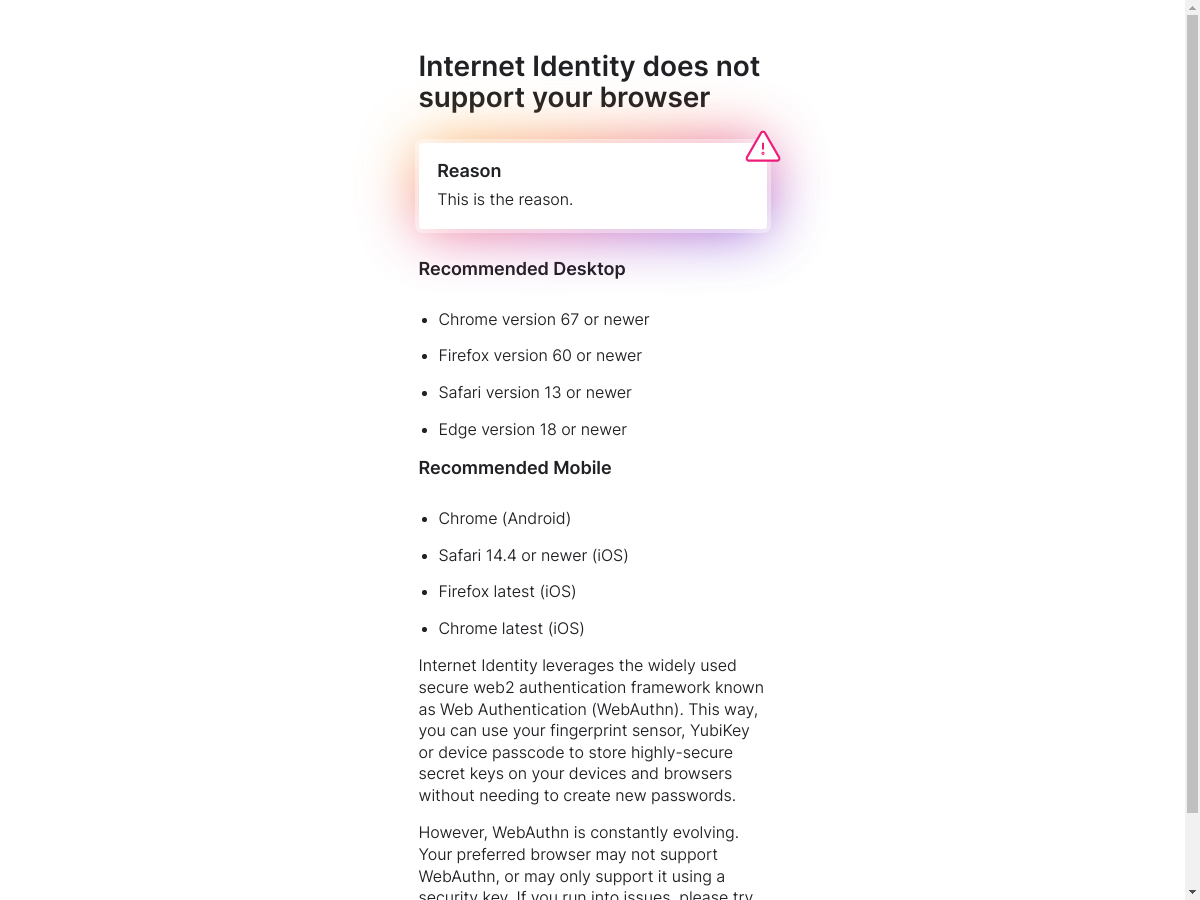 Internet Identity does not
support your browser
Reason
This is the reason.
Recommended Desktop
Chrome version 67 or newer
Firefox version 60 or newer
Safari version 13 or newer
Edge version 18 or newer
Recommended Mobile
Chrome (Android)
Safari 14.4 or newer (iOS)
Firefox latest (iOS)
Chrome latest (iOS)
Internet Identity leverages the widely used
secure web2 authentication framework known
as Web Authentication (WebAuthn). This way,
you can use your fingerprint sensor, YubiKey
or device passcode to store highly-secure
secret keys on your devices and browsers
without needing to create new passwords.
However, WebAuthn is constantly evolving.
Your preferred browser may not support
WebAuthn, or may only support it using a
security key. If you run into issues, please try